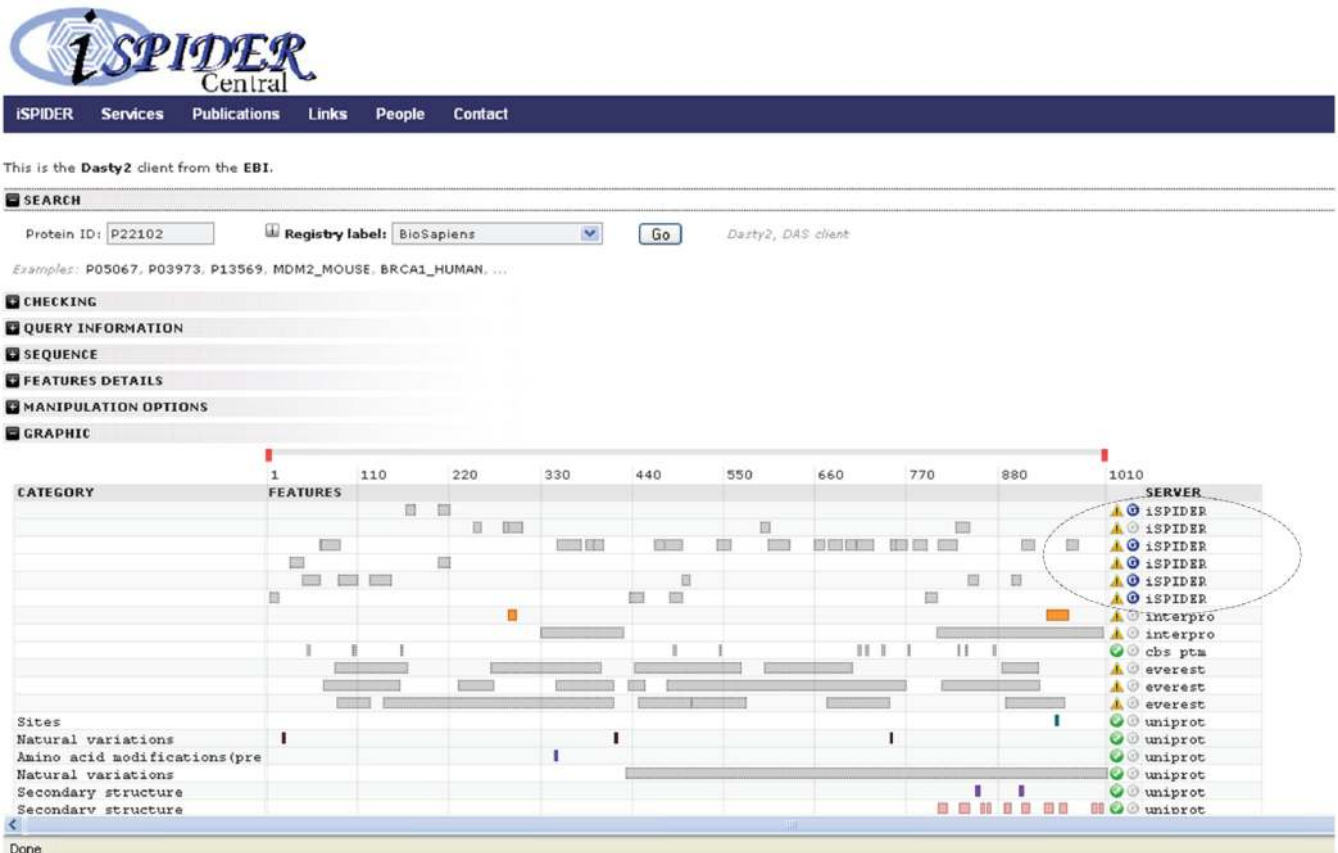 iSPIDER
Central
iSPIDER Services Publications Links People Contact
This is the Dasty2 client from the EBI.
SEARCH
Protein ID: P22102 Registry label: BioSapiens Go Dasty2, DAS client
Examples: P05067, P03973, P13569, MDM2_MOUSE, BRCA1_HUMAN, ...
CHECKING
QUERY INFORMATION
SEQUENCE
FEATURES DETAILS
MANIPULATION OPTIONS
GRAPHIC
1 110 220 330 440 550 660 770 880 1010
CATEGORY FEATURES SERVER
iSPIDER
iSPIDER
iSPIDER
iSPIDER
iSPIDER
iSPIDER
interpro
interpro
cbs ptm
everest
everest
everest
Sites uniprot
Natural variations uniprot
Amino acid modifications(pre uniprot
Natural variations uniprot
Secondary structure uniprot
Secondary structure uniprot
Done